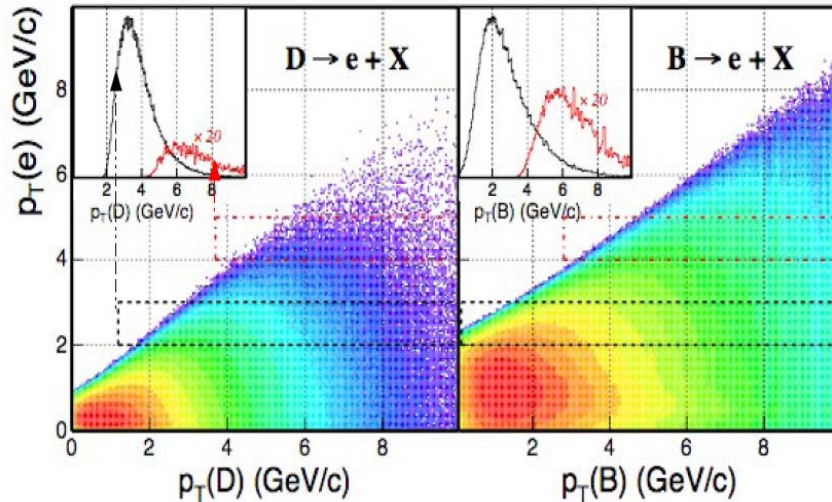 D → e + X
× 20
2 4 6 8
p_T(D) (GeV/c)
B → e + X
× 20
2 4 6 8
p_T(B) (GeV/c)
p_T(e) (GeV/c)
8
6
4
2
0
0 2 4 6 8
p_T(D) (GeV/c)
2 4 6 8
p_T(B) (GeV/c)